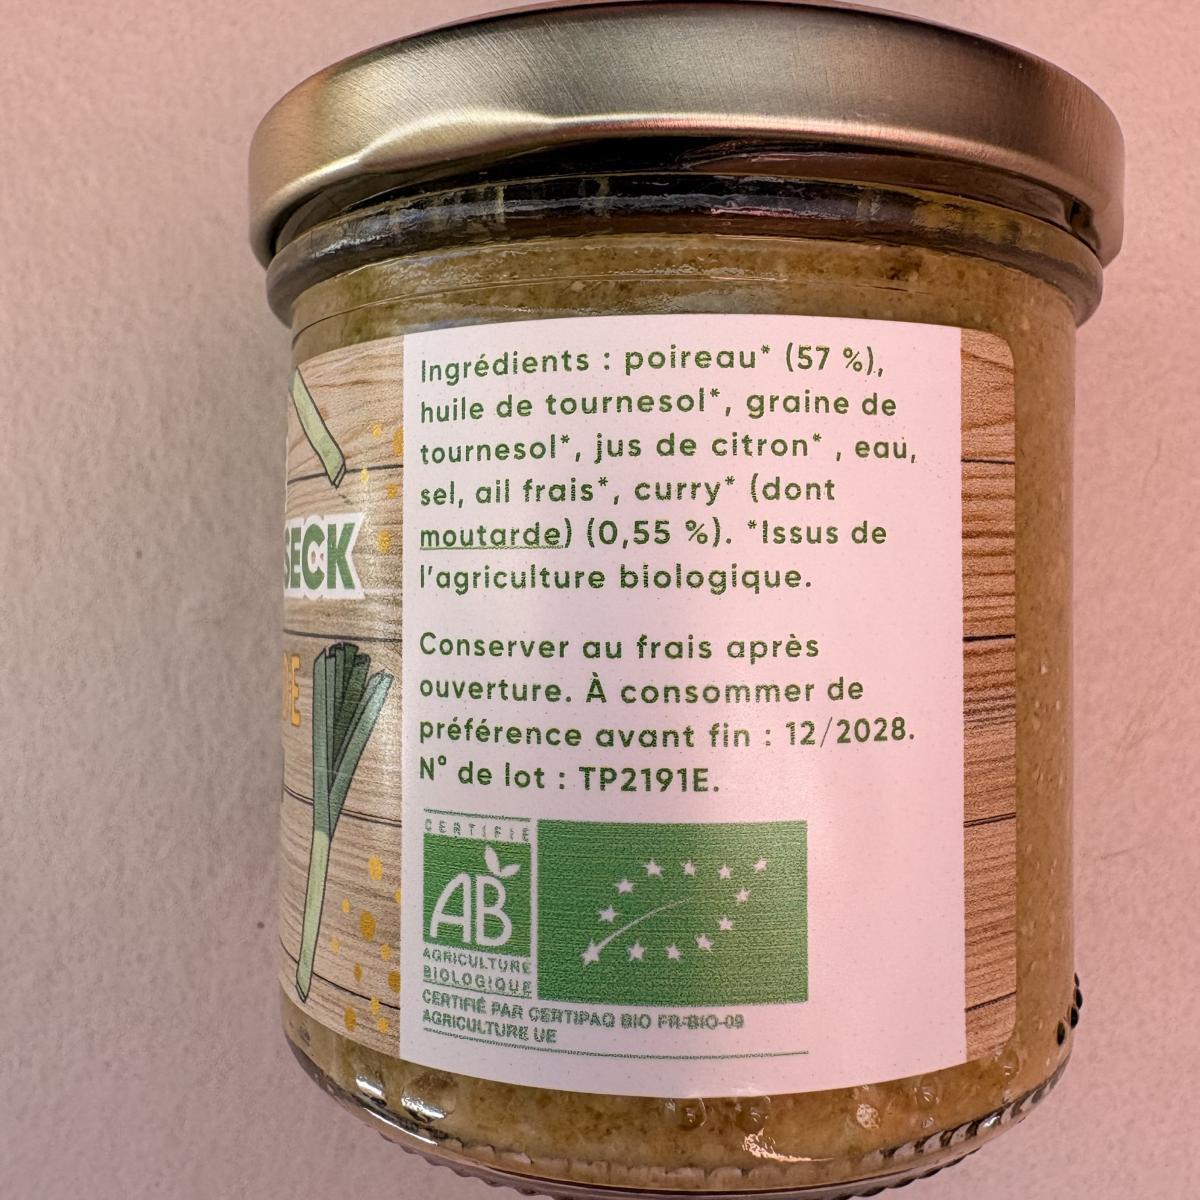 Ingrédients : poireau* (57 %),
huile de tournesol*, graine de
tournesol*, jus de citron* , eau,
sel, ail frais*, curry* (dont
moutarde) (0,55 %). *Issus de
l'agriculture biologique.
Conserver au frais après
ouverture. À consommer de
préférence avant fin : 12/2028.
N° de lot : TP2191E.
CERTIFIÉ
AB
AGRICULTURE
BIOLOGIQUE
CERTIFIÉ PAR CERTIPAQ BIO FR-BIO-09
AGRICULTURE UE